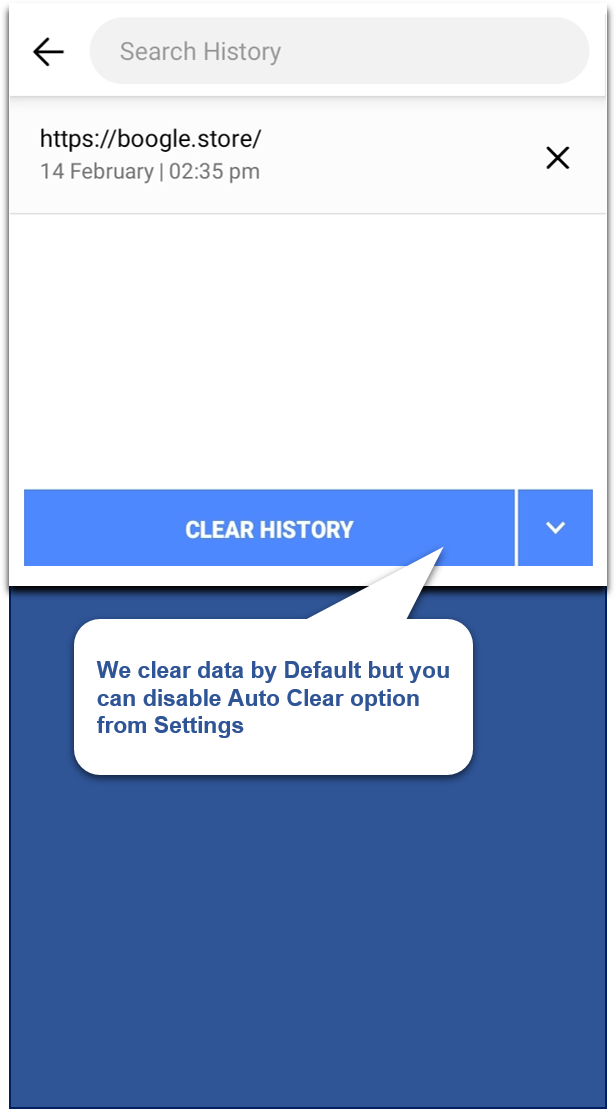 Search History
https://boogle.store/
14 February | 02:35 pm
CLEAR HISTORY
We clear data by Default but you
can disable Auto Clear option
from Settings